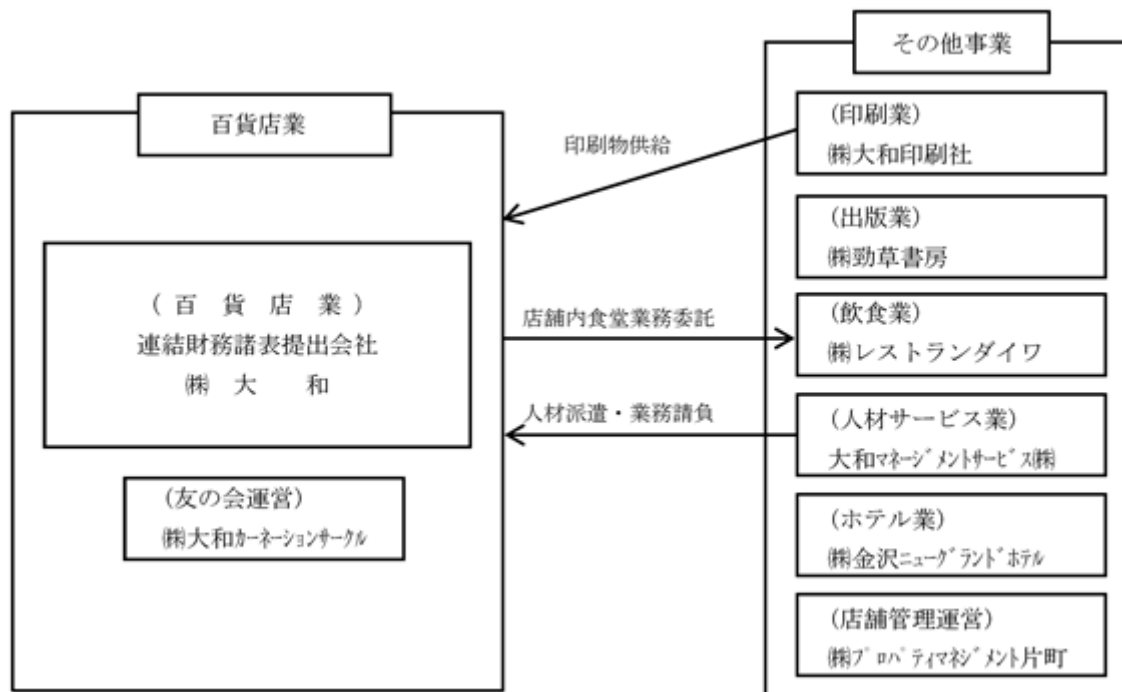 百貨店業
(百貨店業)
連結財務諸表提出会社
㈱ 大 和
(友の会運営)
㈱大和ｶｰﾈｰｼｮﾝｻｰｸﾙ
印刷物供給
店舗内食堂業務委託
人材派遣・業務請負
その他事業
(印刷業)
㈱大和印刷社
(出版業)
㈱勁草書房
(飲食業)
㈱レストランダイワ
(人材サービス業)
大和ﾏﾈｰｼﾞﾒﾝﾄｻｰﾋﾞｽ㈱
(ホテル業)
㈱金沢ﾆｭｰｸﾞﾗﾝﾄﾞﾎﾃﾙ
(店舗管理運営)
㈱ﾌﾟﾛﾊﾟﾃｨﾏﾈｼﾞﾒﾝﾄ片町